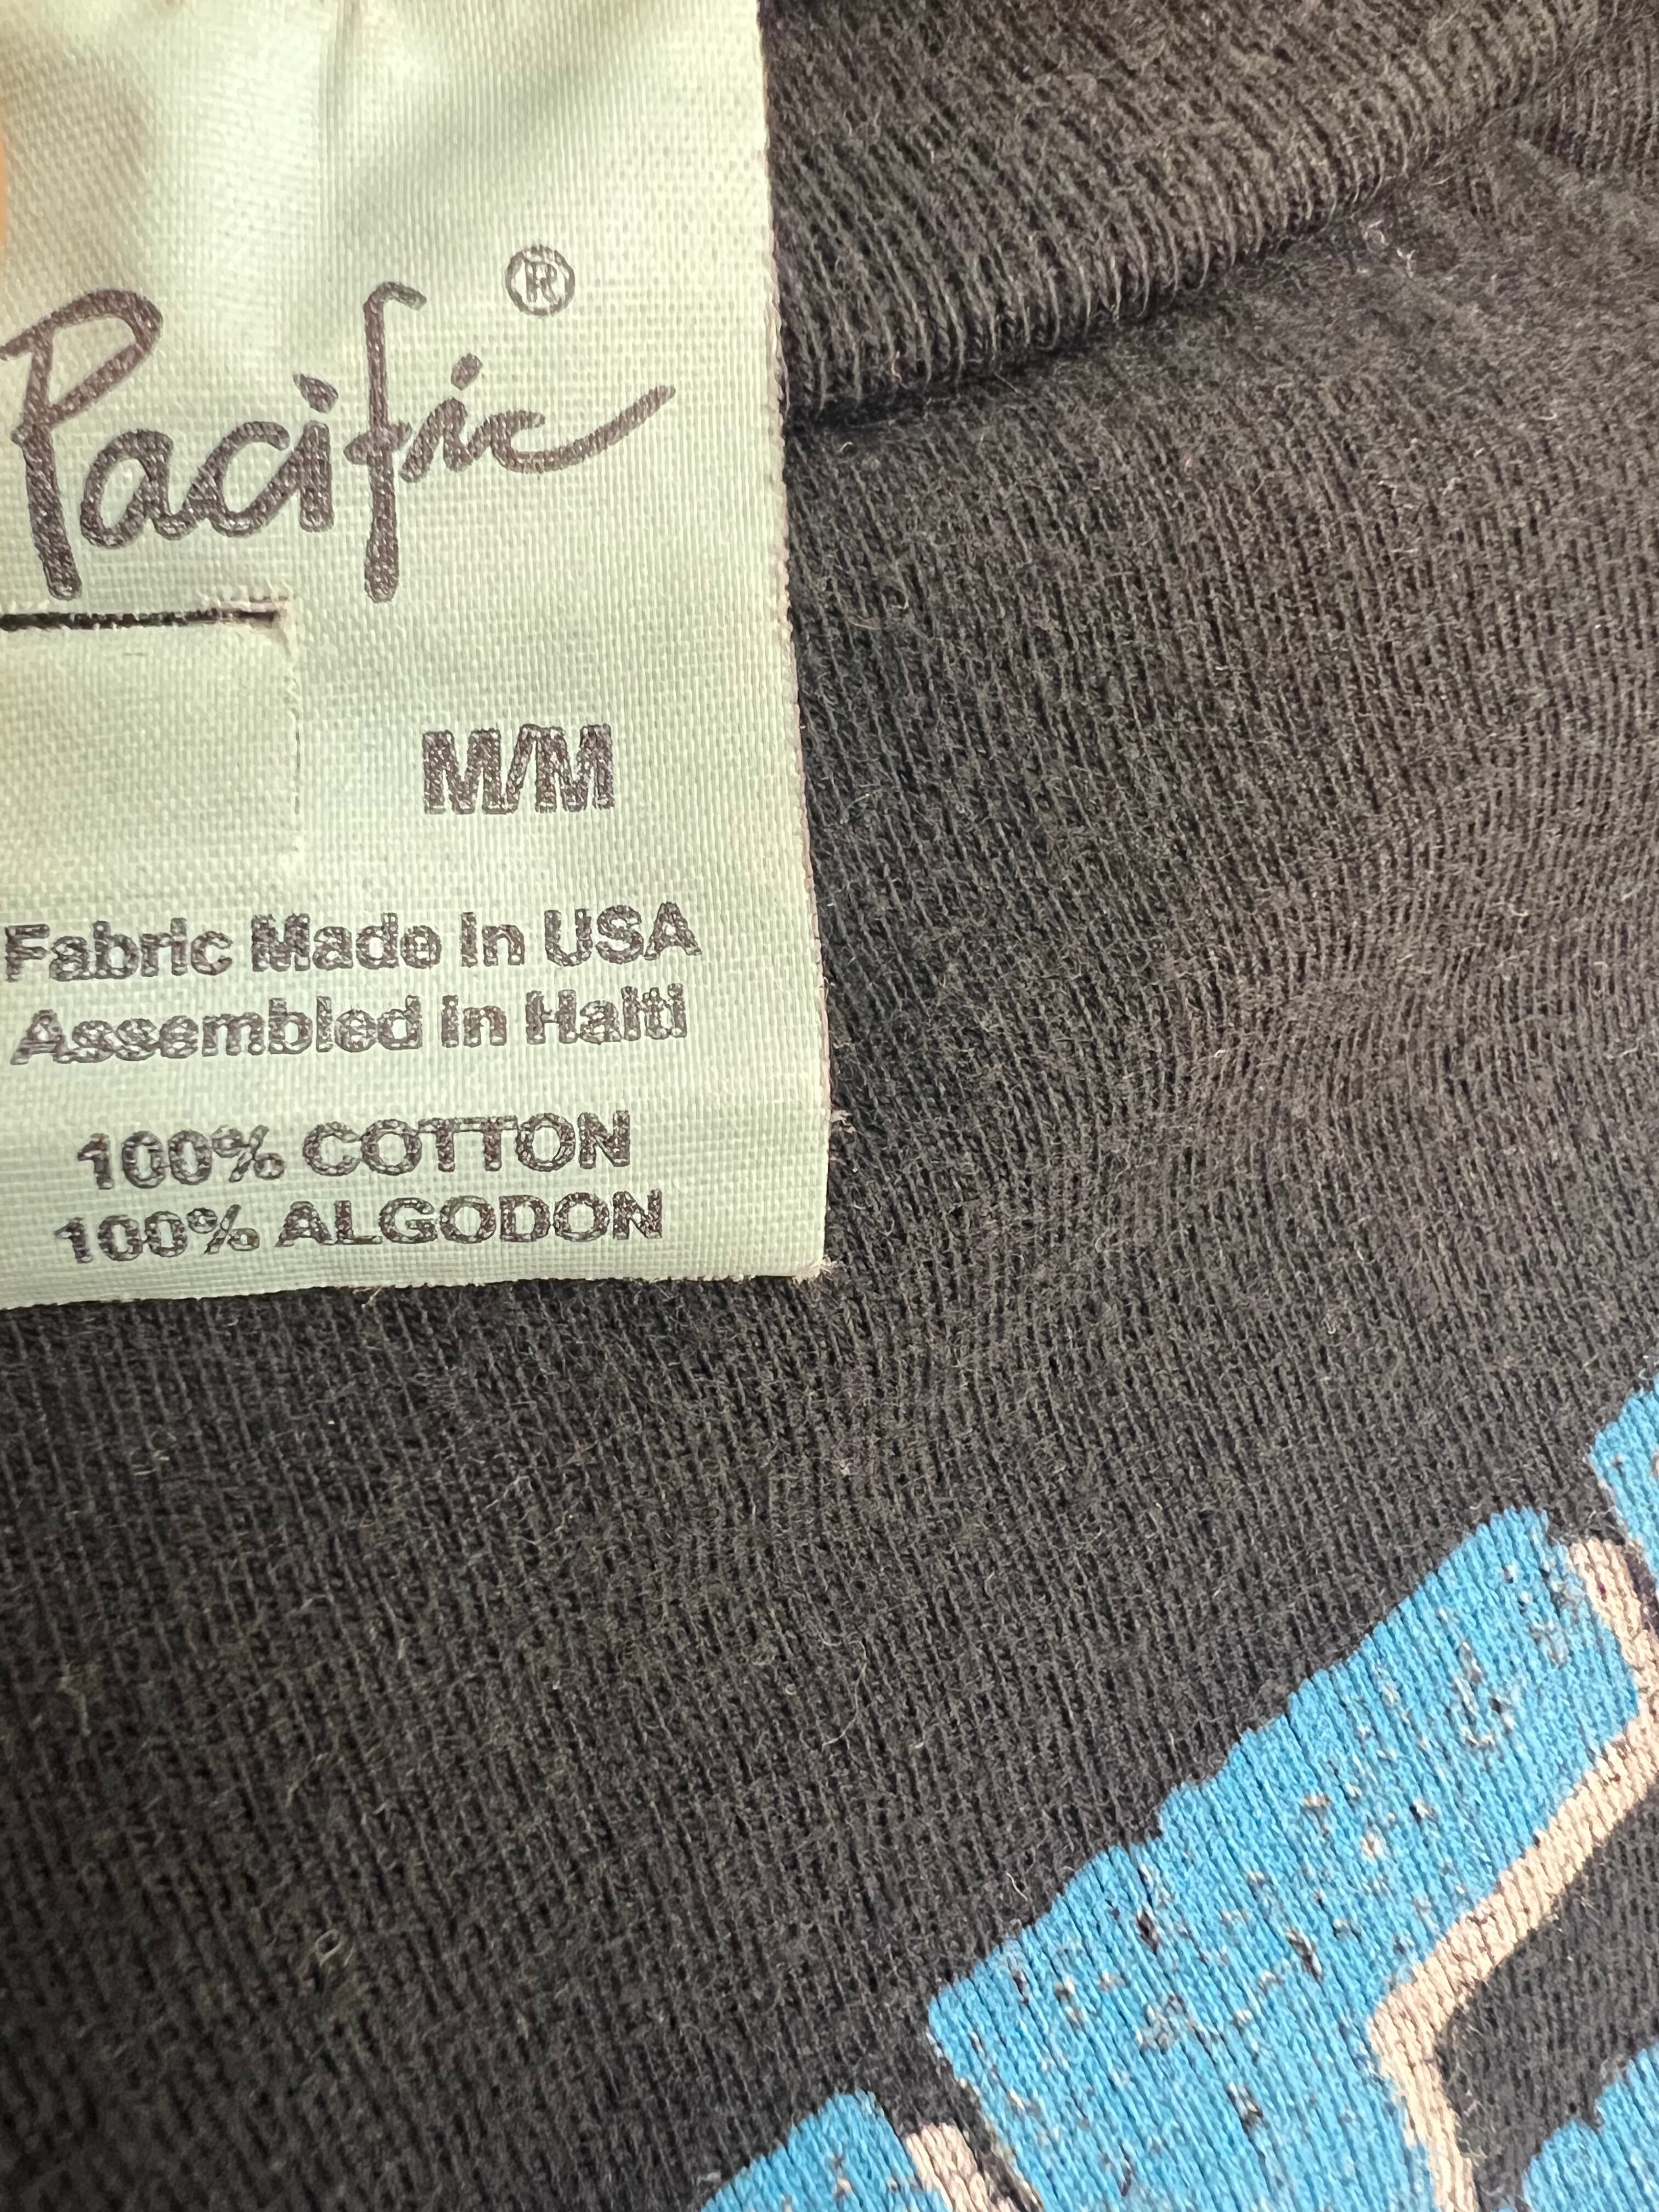 Pacific®
M/M
Fabric Made In USA
Assembled in Haiti
100% COTTON
100% ALGODON